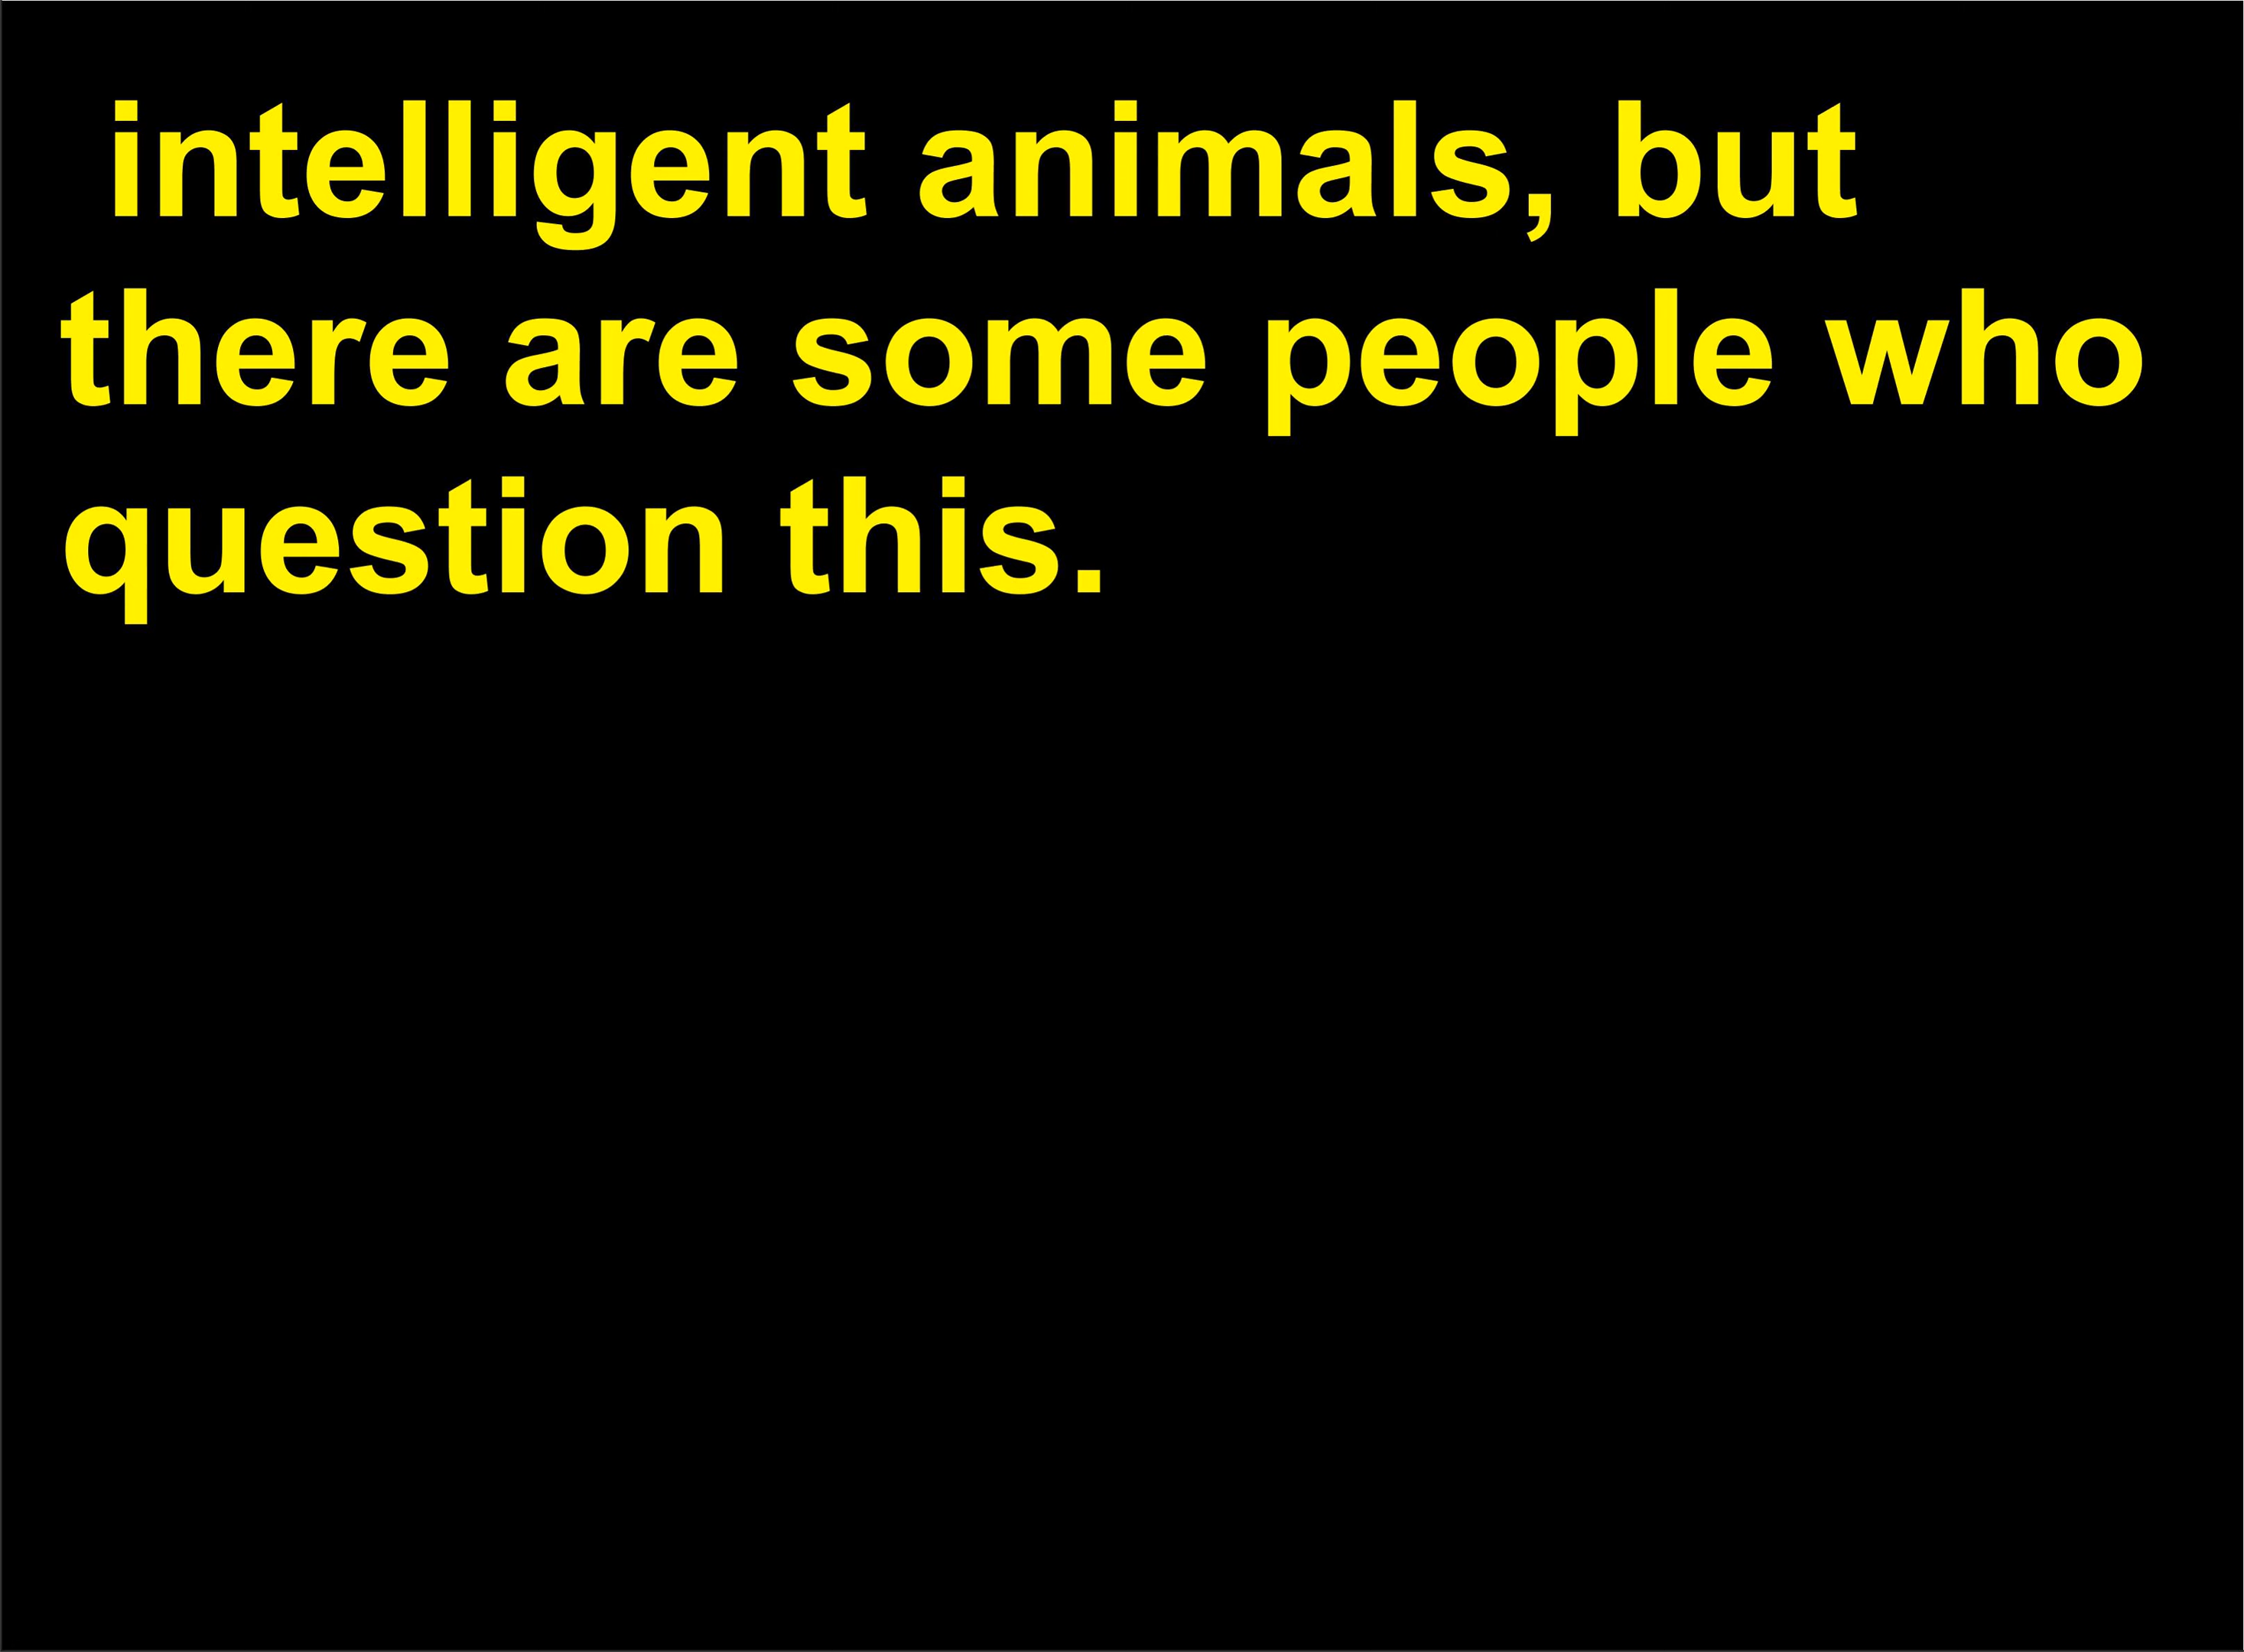 intelligent animals, but
there are some people who
question this.